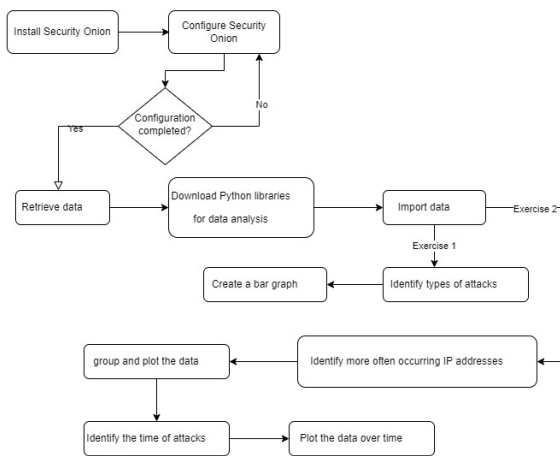 Install Security Onion
Configure Security
Onion
Configuration
completed?
No
Yes
Retrieve data
Download Python libraries
for data analysis
Import data
Exercise 2
Exercise 1
Create a bar graph
Identify types of attacks
group and plot the data
Identify more often occurring IP addresses
Identify the time of attacks
Plot the data over time